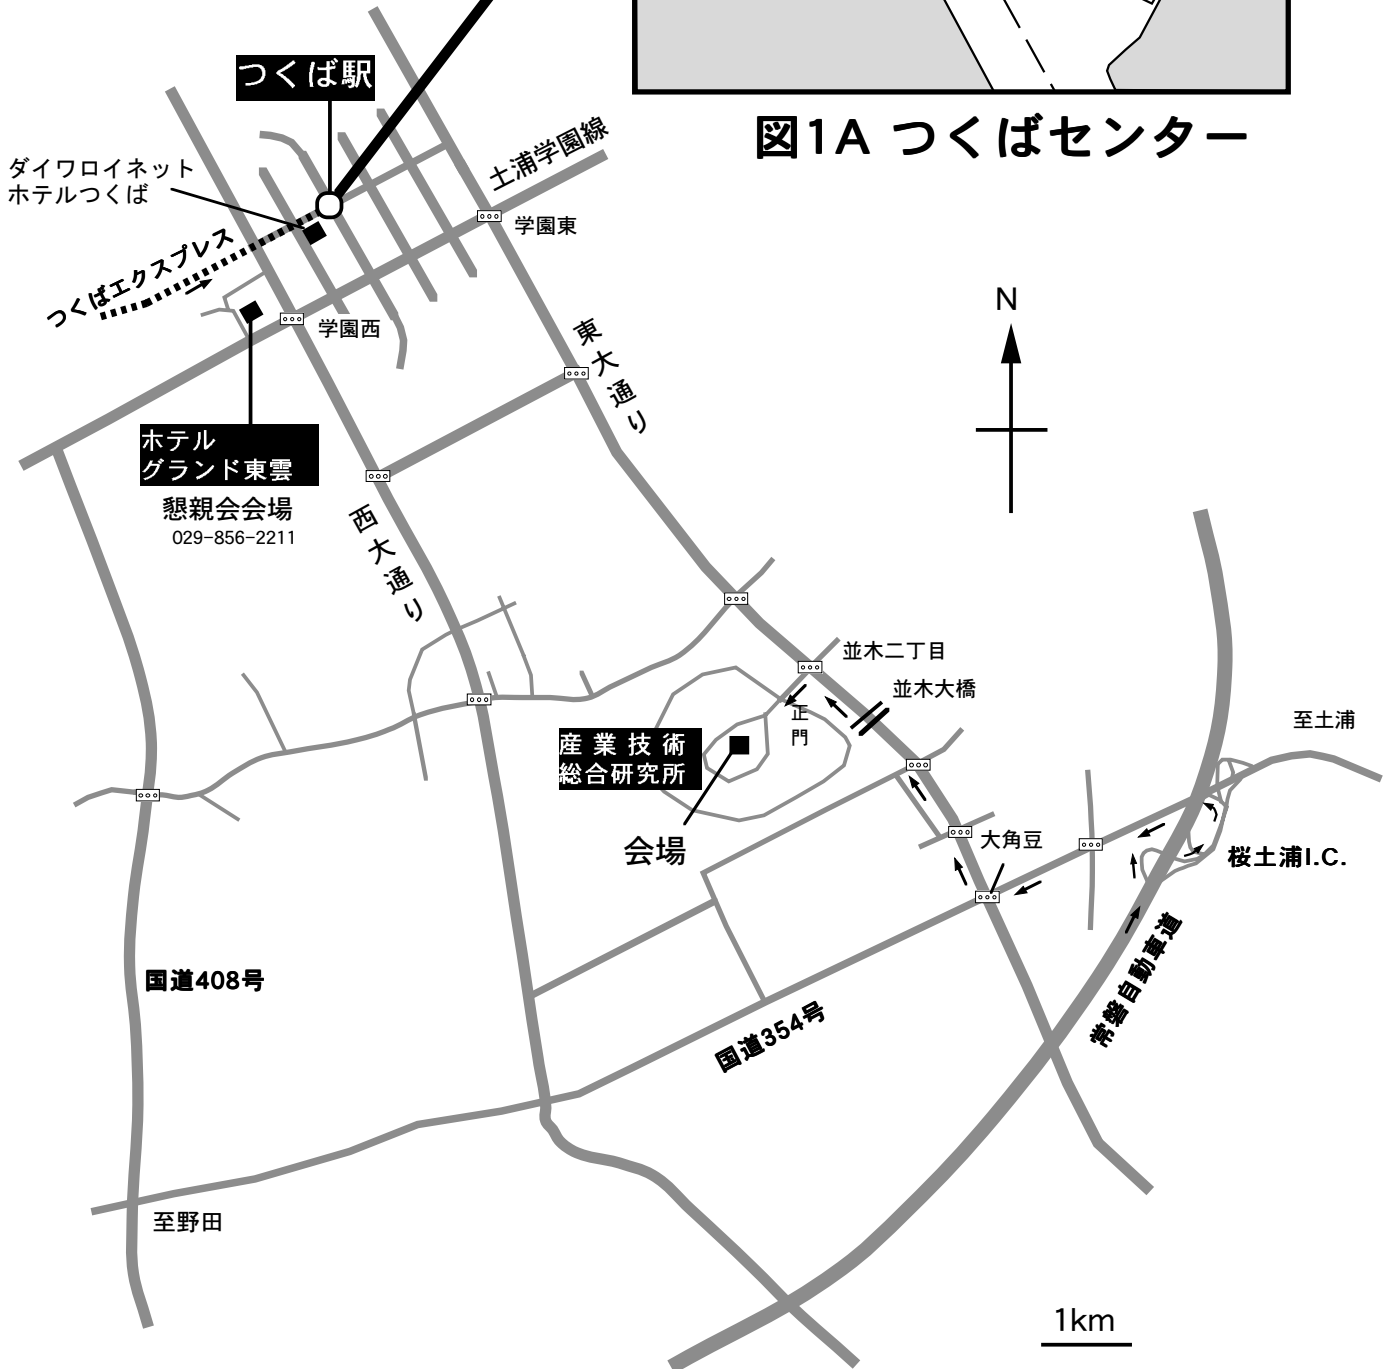 つくば駅
図1A つくばセンター
ダイワロイネット
ホテルつくば
土浦学園線
学園東
つくばエクスプレス
学園西
N
東大通り
ホテル
グランド東雲
懇親会会場
029-856-2211
西大通り
並木二丁目
並木大橋
正門
至土浦
産業技術
総合研究所
会場
大角豆
桜土浦I.C.
国道408号
常磐自動車道
国道354号
至野田
1km